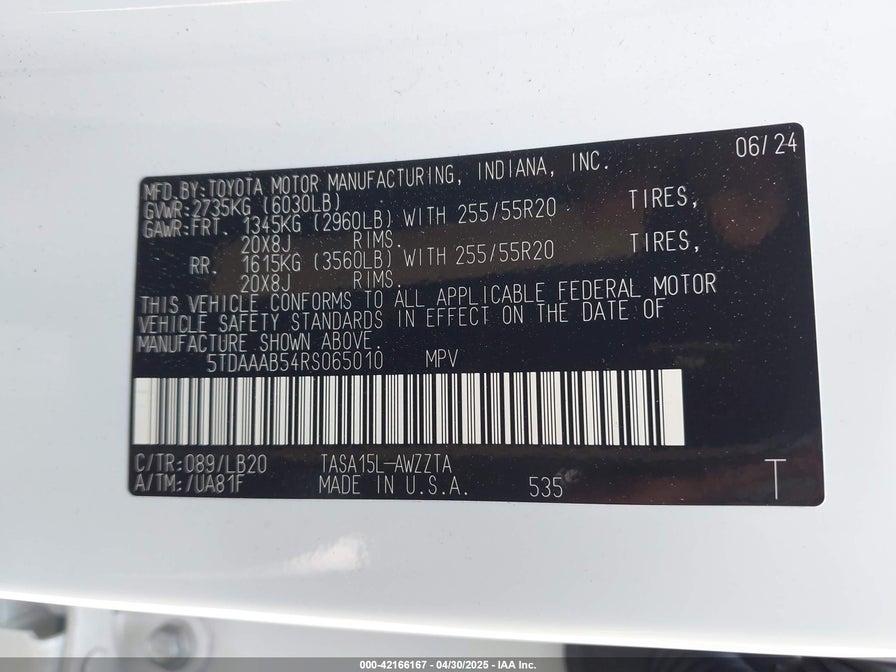 06/24
MFD.BY:TOYOTA MOTOR MANUFACTURING, INDIANA, INC.
GVWR:2735KG (6030LB)
GAWR:FRT. 1345KG (2960LB) WITH 255/55R20 TIRES,
20X8J RIMS.
RR. 1615KG (3560LB) WITH 255/55R20 TIRES,
20X8J RIMS.
THIS VEHICLE CONFORMS TO ALL APPLICABLE FEDERAL MOTOR
VEHICLE SAFETY STANDARDS IN EFFECT ON THE DATE OF
MANUFACTURE SHOWN ABOVE.
5TDAAAB54RS065010 MPV
C/TR:089/LB20 TASA15L-AWZZTA
A/TM:/UA81F MADE IN U.S.A. 535 T
000-42166167 - 04/30/2025 - IAA Inc.